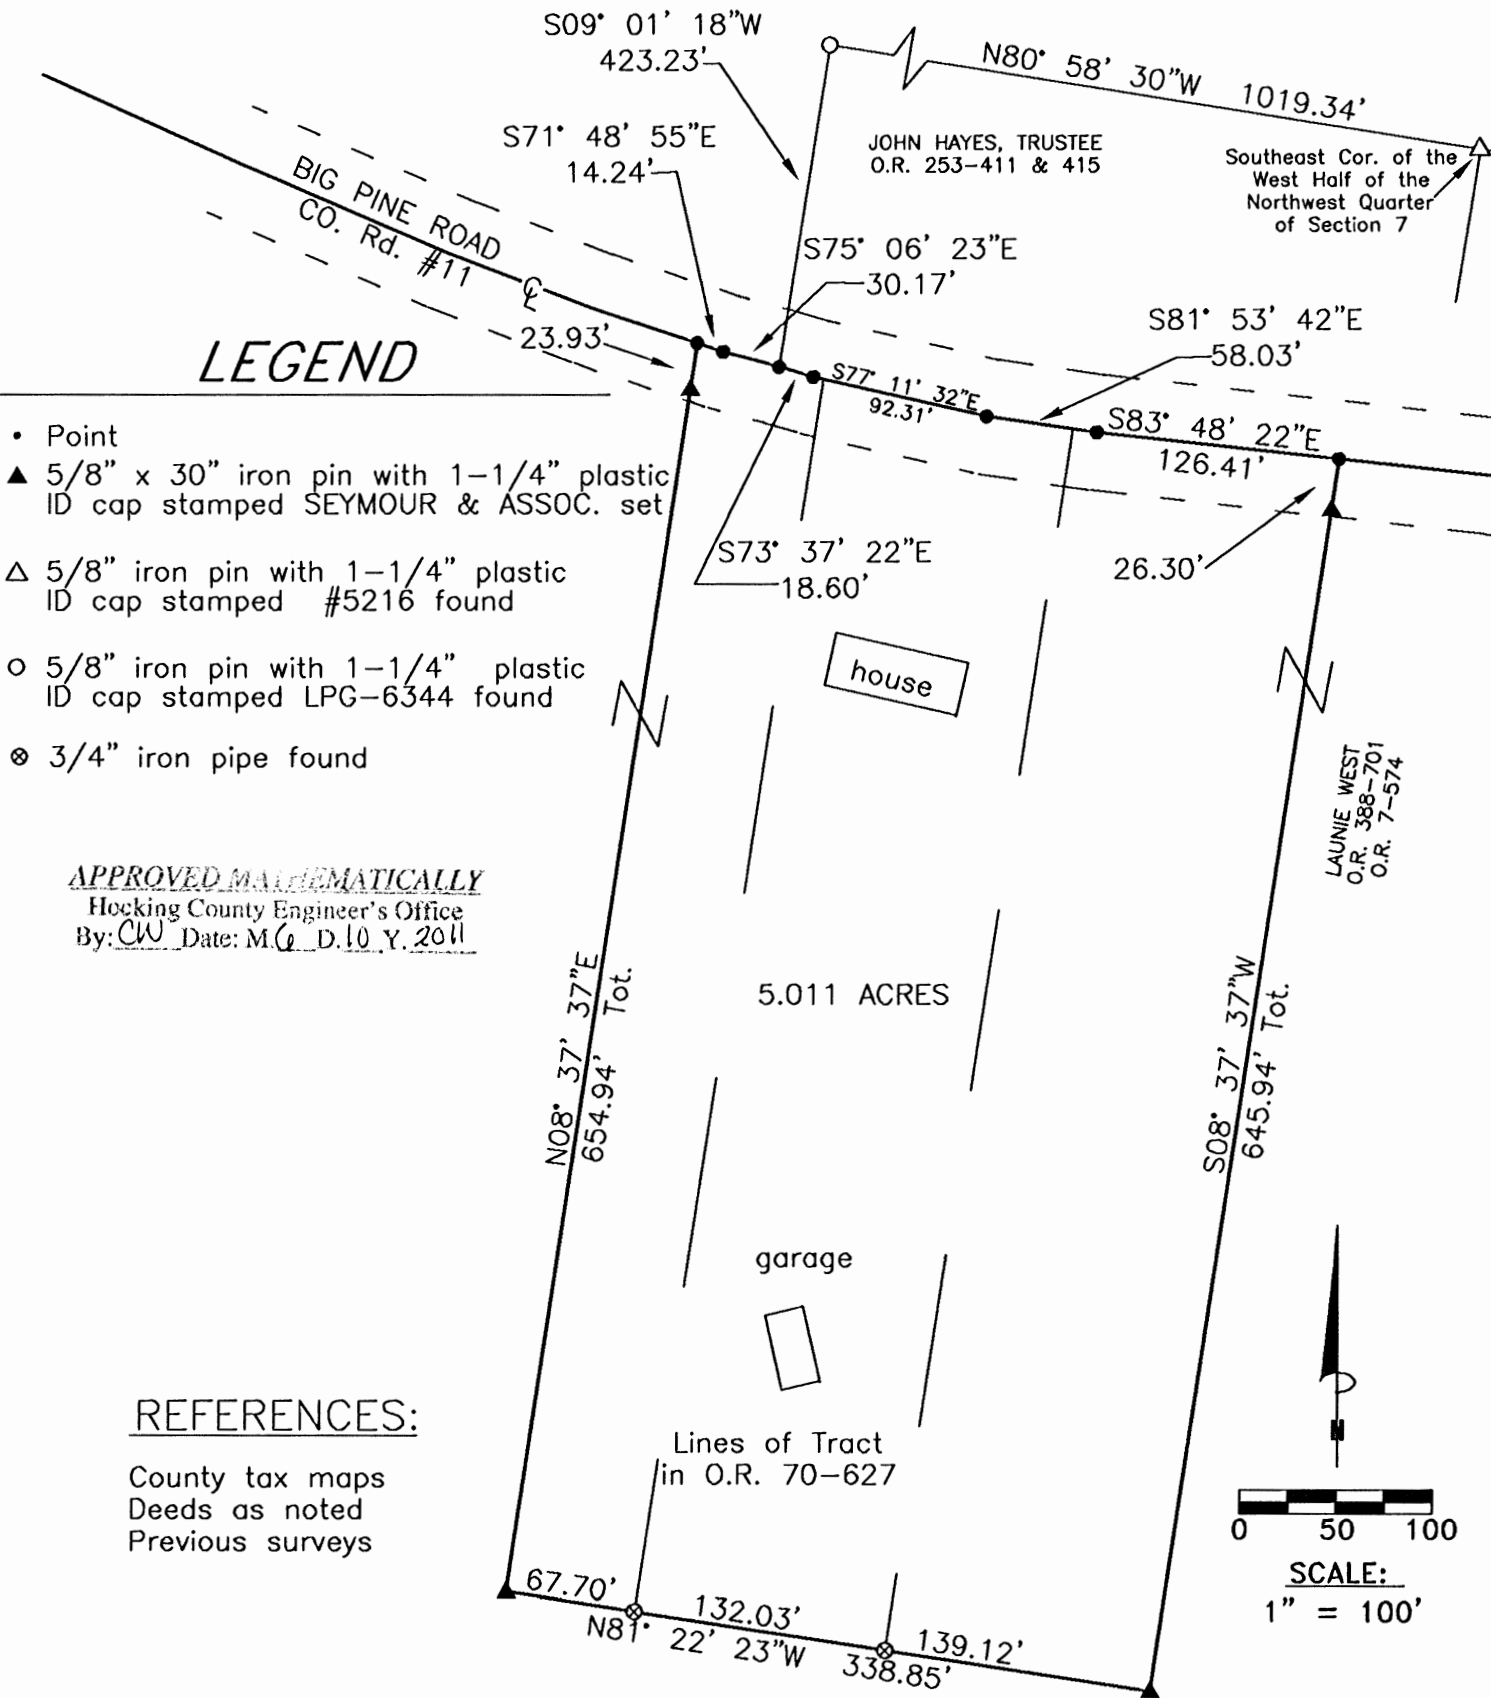 S09° 01' 18"W
423.23'
N80° 58' 30"W 1019.34'
S71° 48' 55"E
14.24'
JOHN HAYES, TRUSTEE
O.R. 253-411 & 415
Southeast Cor. of the
West Half of the
Northwest Quarter
of Section 7
BIG PINE ROAD
CO. Rd. #11
℄
S75° 06' 23"E
30.17'
S81° 53' 42"E
58.03'
23.93'
S77° 11' 32"E
92.31'
S83° 48' 22"E
126.41'
LEGEND
Point
5/8" x 30" iron pin with 1-1/4" plastic
ID cap stamped SEYMOUR & ASSOC. set
5/8" iron pin with 1-1/4" plastic
ID cap stamped #5216 found
5/8" iron pin with 1-1/4" plastic
ID cap stamped LPG-6344 found
3/4" iron pipe found
S73° 37' 22"E
18.60'
26.30'
house
LAUNIE WEST
O.R. 388-701
O.R. 7-574
APPROVED MATHEMATICALLY
Hocking County Engineer's Office
By: CW Date: M.6 D.10 Y.2011
5.011 ACRES
N08° 37' 37"E
654.94' Tot.
S08° 37' 37"W
645.94' Tot.
garage
REFERENCES:
County tax maps
Deeds as noted
Previous surveys
Lines of Tract
in O.R. 70-627
N
0 50 100
SCALE:
1" = 100'
67.70'
132.03'
139.12'
N81° 22' 23"W 338.85'